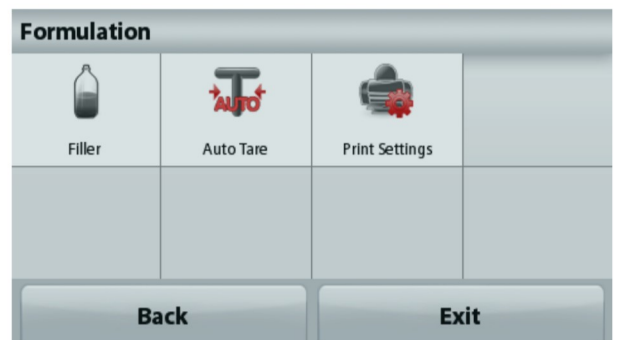 Formulation
AUTO
Filler
Auto Tare
Print Settings
Back
Exit